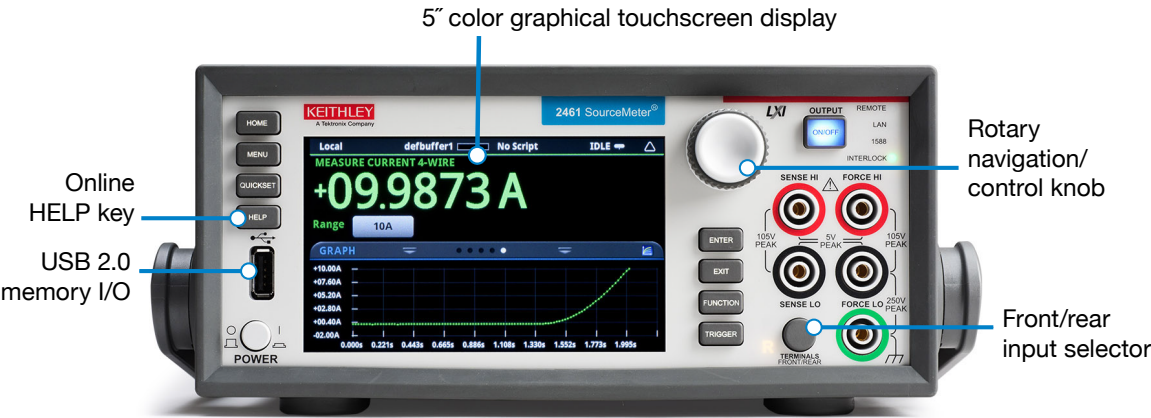 5″ color graphical touchscreen display
KEITHLEY
A Tektronix Company
2461 SourceMeter®
LXI
OUTPUT
ON/OFF
REMOTE
LAN
1588
INTERLOCK
HOME
MENU
QUICKSET
HELP
Online
HELP key
USB 2.0
memory I/O
POWER
Local defbuffer1 No Script IDLE
MEASURE CURRENT 4-WIRE
+09.9873 A
Range 10A
GRAPH
+10.00A
+07.60A
+05.20A
+02.80A
+00.40A
-02.00A
0.000s 0.221s 0.443s 0.665s 0.886s 1.108s 1.330s 1.552s 1.773s 1.995s
ENTER
EXIT
FUNCTION
TRIGGER
Rotary
navigation/
control knob
SENSE HI FORCE HI
105V
PEAK
5V
PEAK
105V
PEAK
SENSE LO FORCE LO
250V
PEAK
R
TERMINALS
FRONT/REAR
Front/rear
input selector